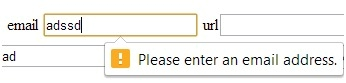 email adssd url
! Please enter an email address.
ad